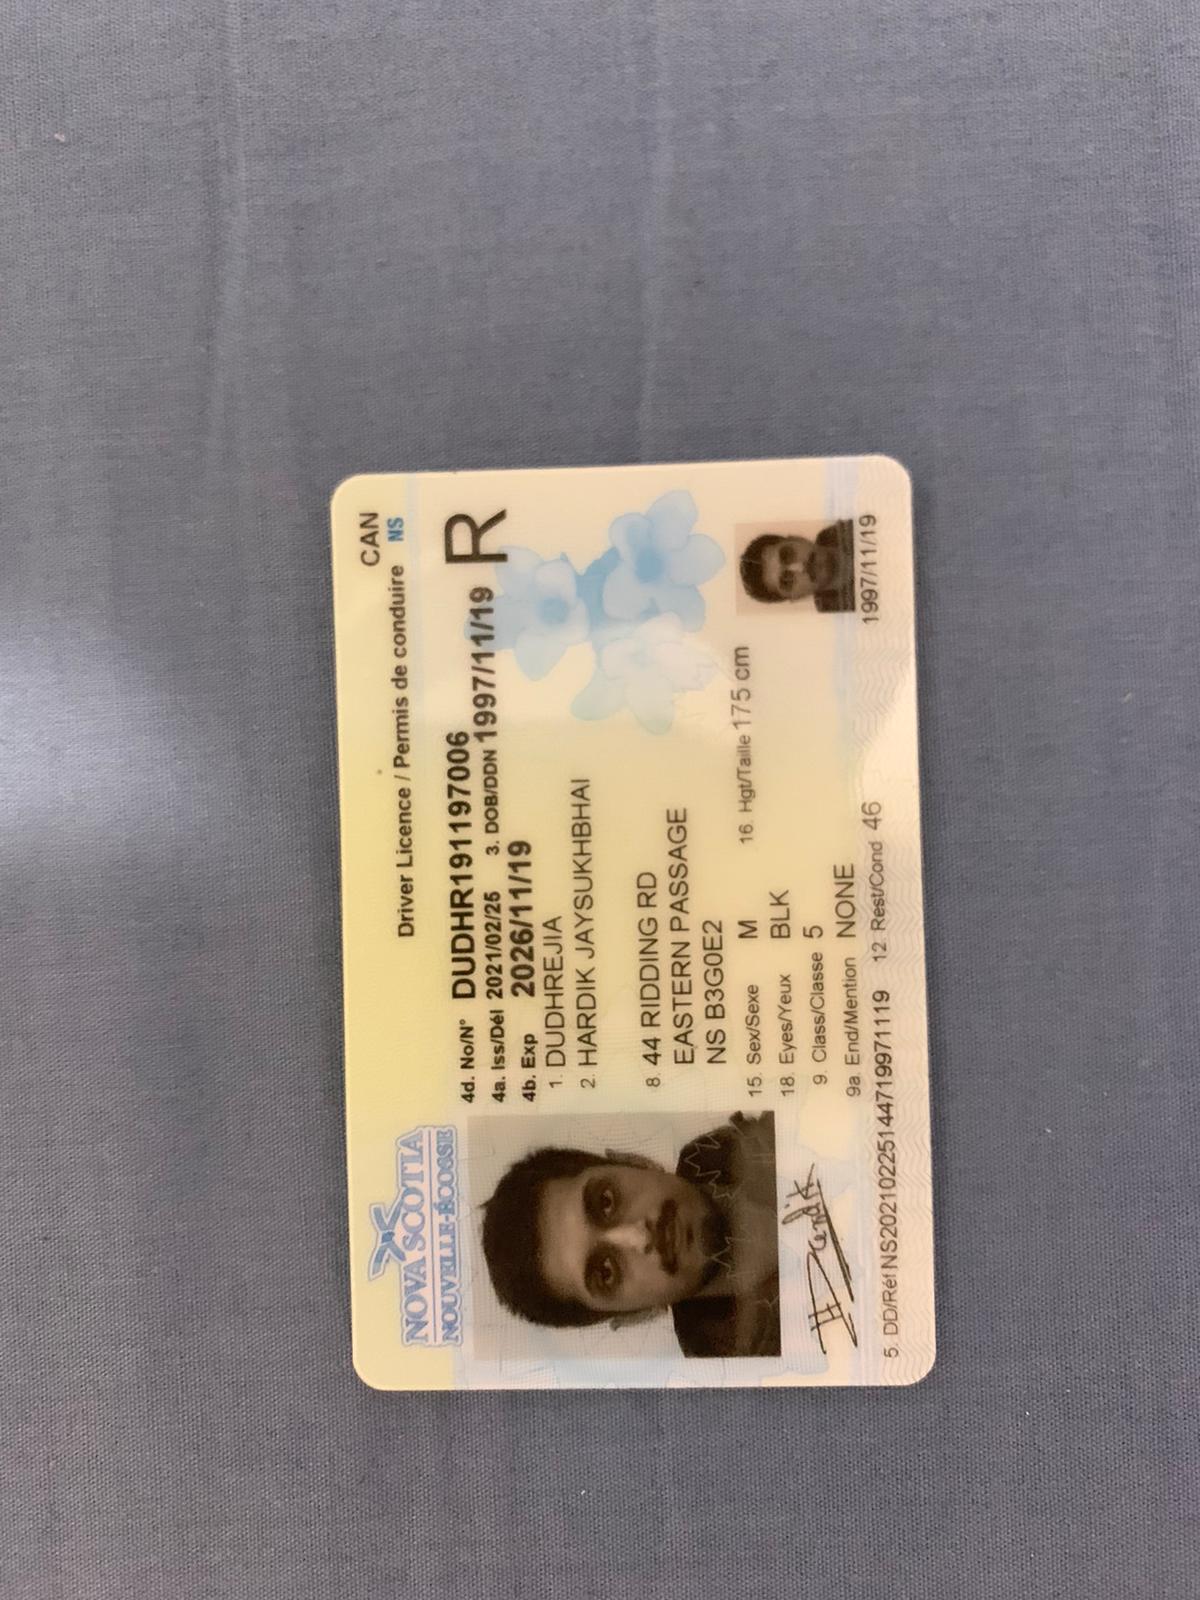 CAN
NOVA SCOTIA
NOUVELLE-ÉCOSSE
Driver Licence / Permis de conduire NS
4d. No/N° DUDHR191197006
R
4a. Iss/Dél 2021/02/25 3. DOB/DDN 1997/11/19
4b. Exp 2026/11/19
1. DUDHREJIA
2. HARDIK JAYSUKHBHAI
8. 44 RIDDING RD
EASTERN PASSAGE
NS B3G0E2
15. Sex/Sexe M 16. Hgt/Taille 175 cm
18. Eyes/Yeux BLK
9. Class/Classe 5
9a. End/Mention NONE
5. DD/Réf NS20210225144719971119 12. Rest/Cond 46
1997/11/19